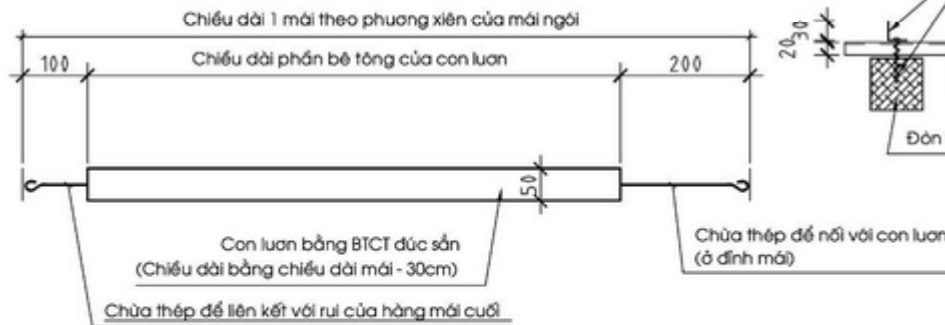 Chiều dài 1 mái theo phương xiên của mái ngói
100
Chiều dài phần bê tông của con lươn
200
20
30
50
Đòn
Con lươn bằng BTCT đúc sẵn
(Chiều dài bằng chiều dài mái - 30cm)
Chừa thép để nối với con lươn
(ở đỉnh mái)
Chừa thép để liên kết với rui của hàng mái cuối